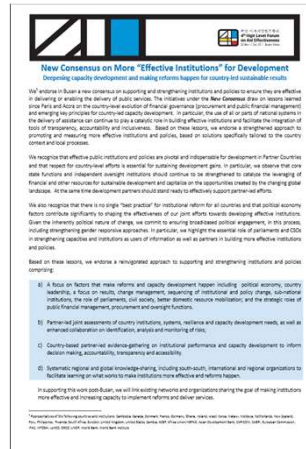 4th High Level Forum
on Aid Effectiveness
New Consensus on More "Effective Institutions" for Development
Deepening capacity development and making reforms happen for country-led sustainable results
We¹ endorse in Busan a new consensus on supporting and strengthening institutions and policies to ensure they are effective
in delivering or enabling the delivery of public services. The initiatives under the New Consensus draw on lessons learned
since Paris and Accra on the country-level evolution of financial governance (procurement and public financial management)
and emerging key principles for country-led capacity development. In particular, the use of all or parts of national systems in
the delivery of assistance can continue to play a catalytic role in building effective institutions and facilitate the integration of
tools of transparency, accountability and inclusiveness. Based on these lessons, we endorse a strengthened approach to
promoting and measuring more effective institutions and policies, based on solutions specifically tailored to the country
context and local processes.
We recognize that effective public institutions and policies are pivotal and indispensable for development in Partner Countries
and that respect for country-led efforts is essential for sustainable development gains. In particular, we observe that core
state functions and independent oversight institutions should continue to be strengthened to catalyse the leveraging of
financial and other resources for sustainable development and capitalize on the opportunities created by the changing global
landscape. At the same time development partners should stand ready to effectively support partner-led efforts.
We also recognize that there is no single "best practice" for institutional reform for all countries and that political economy
factors contribute significantly to shaping the effectiveness of our joint efforts towards developing effective institutions.
Given the inherently political nature of change, we commit to ensuring broad-based political engagement, in this process,
including strengthening gender responsive approaches. In particular, we highlight the essential role of parliaments and CSOs
in strengthening capacities and institutions as users of information as well as partners in building more effective institutions
and policies.
Based on these lessons, we endorse a reinvigorated approach to supporting and strengthening institutions and policies
comprising:
a) A focus on factors that make reforms and capacity development happen including political economy, country
leadership, a focus on results, change management, sequencing of institutional and policy change, sub-national
institutions, the role of parliaments, civil society, better domestic resource mobilization; and the strategic roles of
public financial management, procurement and oversight functions.
b) Partner-led joint assessments of country institutions, systems, resilience and capacity development needs, as well as
enhanced collaboration on identification, analysis and monitoring of risks;
c) Country-based partner-led evidence-gathering on institutional performance and capacity development to inform
decision making, accountability, transparency and accessibility.
d) Systematic regional and global knowledge-sharing, including south-south, international and regional organizations to
facilitate learning on what works to make institutions more effective and reforms happen.
In supporting this work post-Busan, we will link existing networks and organizations sharing the goal of making institutions
more effective and increasing capacity to implement reforms and deliver services.